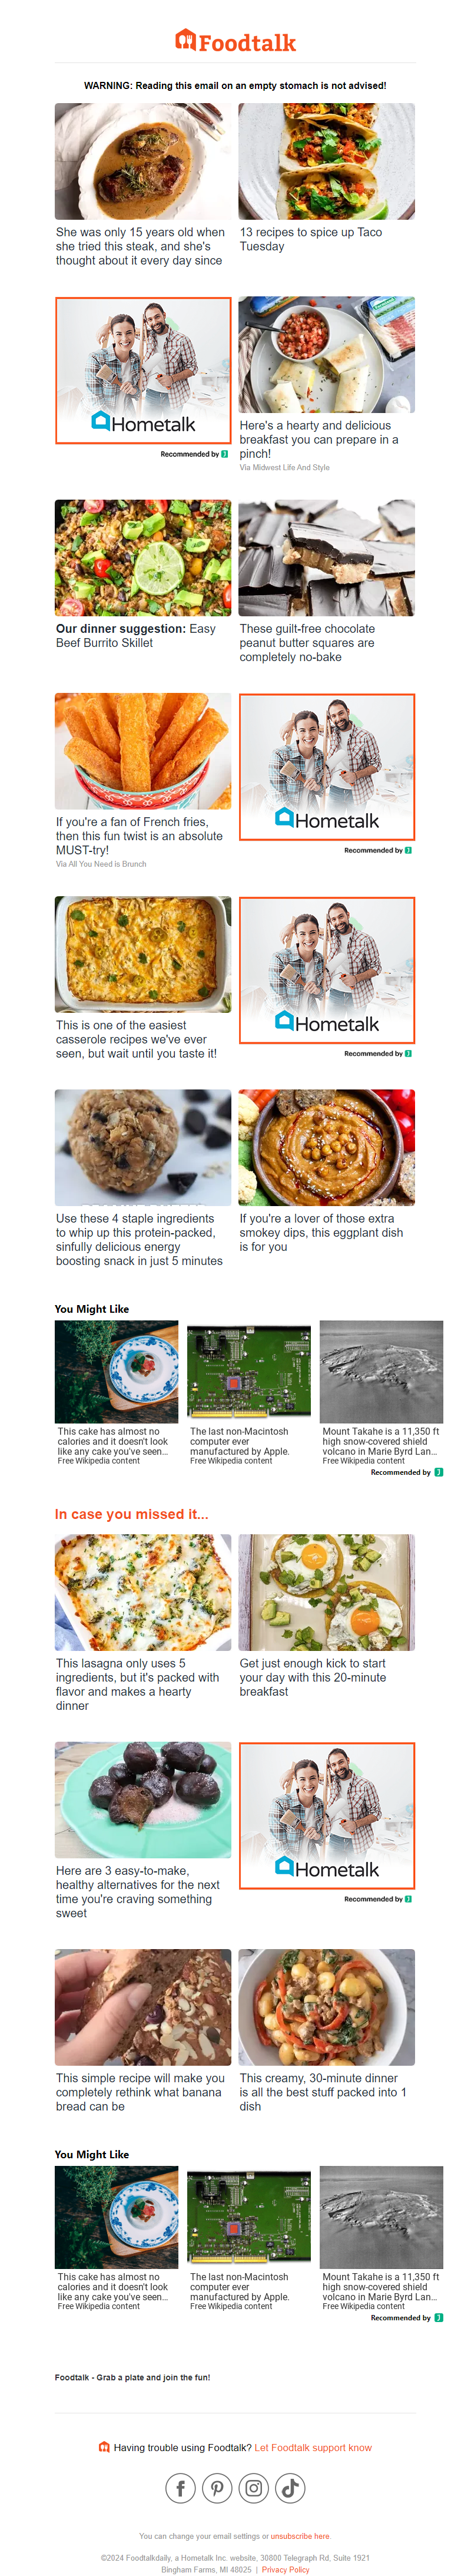 Foodtalk
WARNING: Reading this email on an empty stomach is not advised!
She was only 15 years old when
she tried this steak, and she's
thought about it every day since
13 recipes to spice up Taco
Tuesday
Hometalk
Recommended by
Here's a hearty and delicious
breakfast you can prepare in a
pinch!
Via Midwest Life And Style
Our dinner suggestion: Easy
Beef Burrito Skillet
These guilt-free chocolate
peanut butter squares are
completely no-bake
If you're a fan of French fries,
then this fun twist is an absolute
MUST-try!
Via All You Need is Brunch
Hometalk
Recommended by
This is one of the easiest
casserole recipes we've ever
seen, but wait until you taste it!
Hometalk
Recommended by
Use these 4 staple ingredients
to whip up this protein-packed,
sinfully delicious energy
boosting snack in just 5 minutes
If you're a lover of those extra
smokey dips, this eggplant dish
is for you
You Might Like
This cake has almost no
calories and it doesn't look
like any cake you've seen...
Free Wikipedia content
The last non-Macintosh
computer ever
manufactured by Apple.
Free Wikipedia content
Mount Takahe is a 11,350 ft
high snow-covered shield
volcano in Marie Byrd Lan...
Free Wikipedia content
Recommended by
In case you missed it...
This lasagna only uses 5
ingredients, but it's packed with
flavor and makes a hearty
dinner
Get just enough kick to start
your day with this 20-minute
breakfast
Here are 3 easy-to-make,
healthy alternatives for the next
time you're craving something
sweet
Hometalk
Recommended by
This simple recipe will make you
completely rethink what banana
bread can be
This creamy, 30-minute dinner
is all the best stuff packed into 1
dish
You Might Like
This cake has almost no
calories and it doesn't look
like any cake you've seen...
Free Wikipedia content
The last non-Macintosh
computer ever
manufactured by Apple.
Free Wikipedia content
Mount Takahe is a 11,350 ft
high snow-covered shield
volcano in Marie Byrd Lan...
Free Wikipedia content
Recommended by
Foodtalk - Grab a plate and join the fun!
Having trouble using Foodtalk? Let Foodtalk support know
You can change your email settings or unsubscribe here.
©2024 Foodtalkdaily, a Hometalk Inc. website, 30800 Telegraph Rd, Suite 1921
Bingham Farms, MI 48025 | Privacy Policy